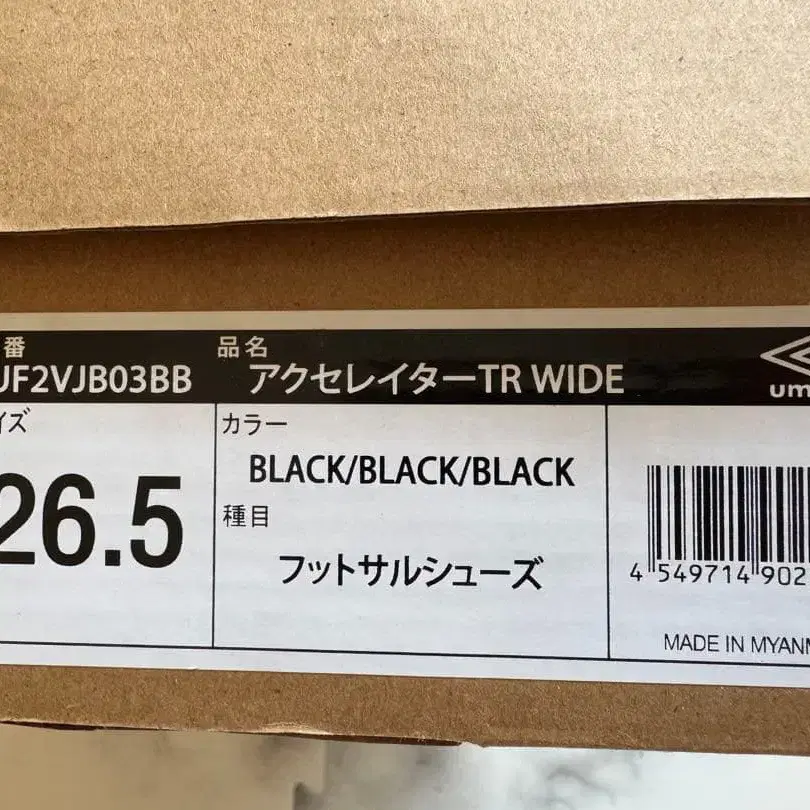 番 品名
UF2VJB03BB アクセレイターTR WIDE
um
イズ カラー
26.5 BLACK/BLACK/BLACK
種目
フットサルシューズ
4 549714 902
MADE IN MYANM